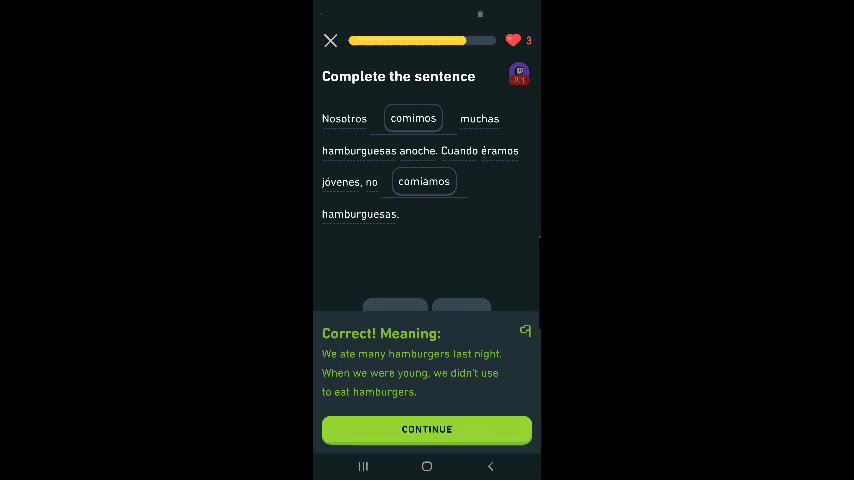 3
Complete the sentence
Nosotros comimos muchas
hamburguesas anoche. Cuando éramos
jóvenes, no comíamos
hamburguesas.
Correct! Meaning:
We ate many hamburgers last night.
When we were young, we didn't use
to eat hamburgers.
CONTINUE